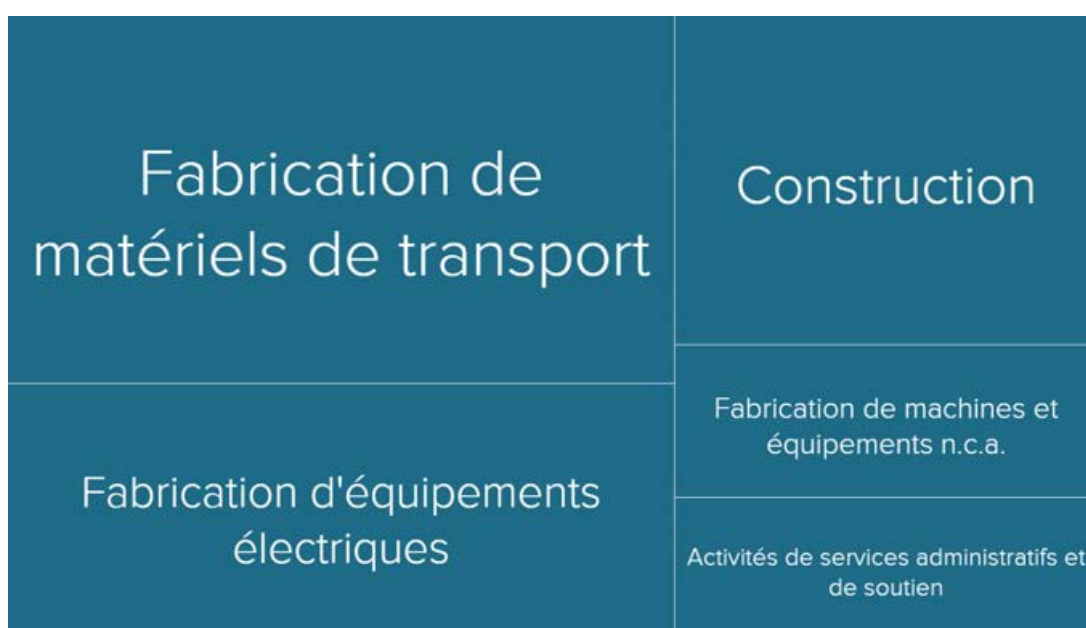 Fabrication de
matériels de transport
Construction
Fabrication d'équipements
électriques
Fabrication de machines et
équipements n.c.a.
Activités de services administratifs et
de soutien